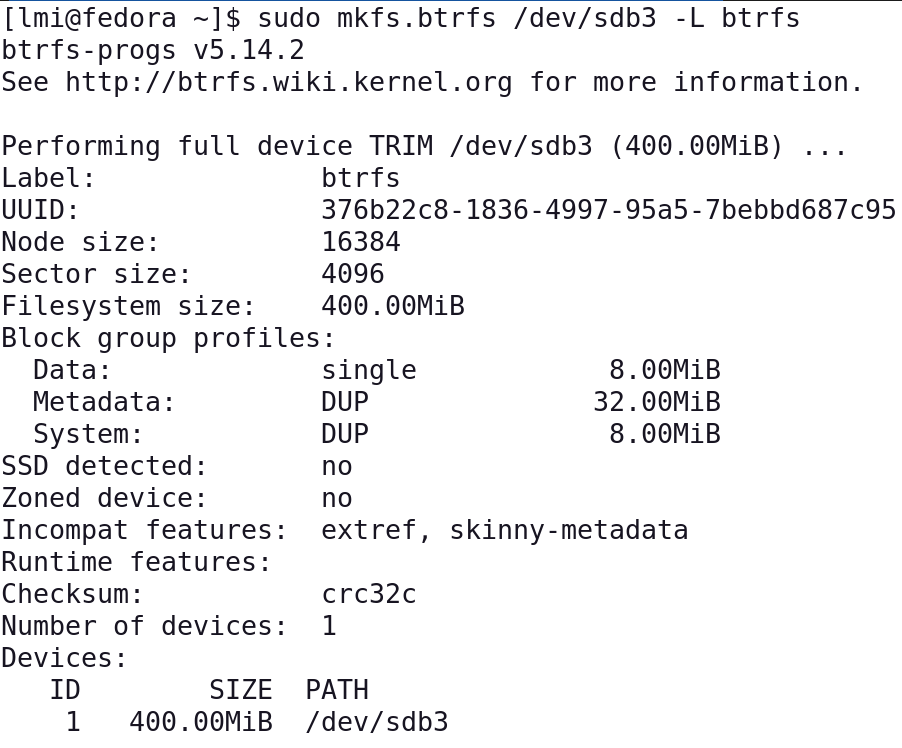 [lmi@fedora ~]$ sudo mkfs.btrfs /dev/sdb3 -L btrfs
btrfs-progs v5.14.2
See http://btrfs.wiki.kernel.org for more information.

Performing full device TRIM /dev/sdb3 (400.00MiB) ...
Label:              btrfs
UUID:               376b22c8-1836-4997-95a5-7bebbd687c95
Node size:          16384
Sector size:        4096
Filesystem size:    400.00MiB
Block group profiles:
  Data:             single            8.00MiB
  Metadata:         DUP              32.00MiB
  System:           DUP               8.00MiB
SSD detected:       no
Zoned device:       no
Incompat features:  extref, skinny-metadata
Runtime features:
Checksum:           crc32c
Number of devices:  1
Devices:
   ID        SIZE  PATH
    1   400.00MiB  /dev/sdb3